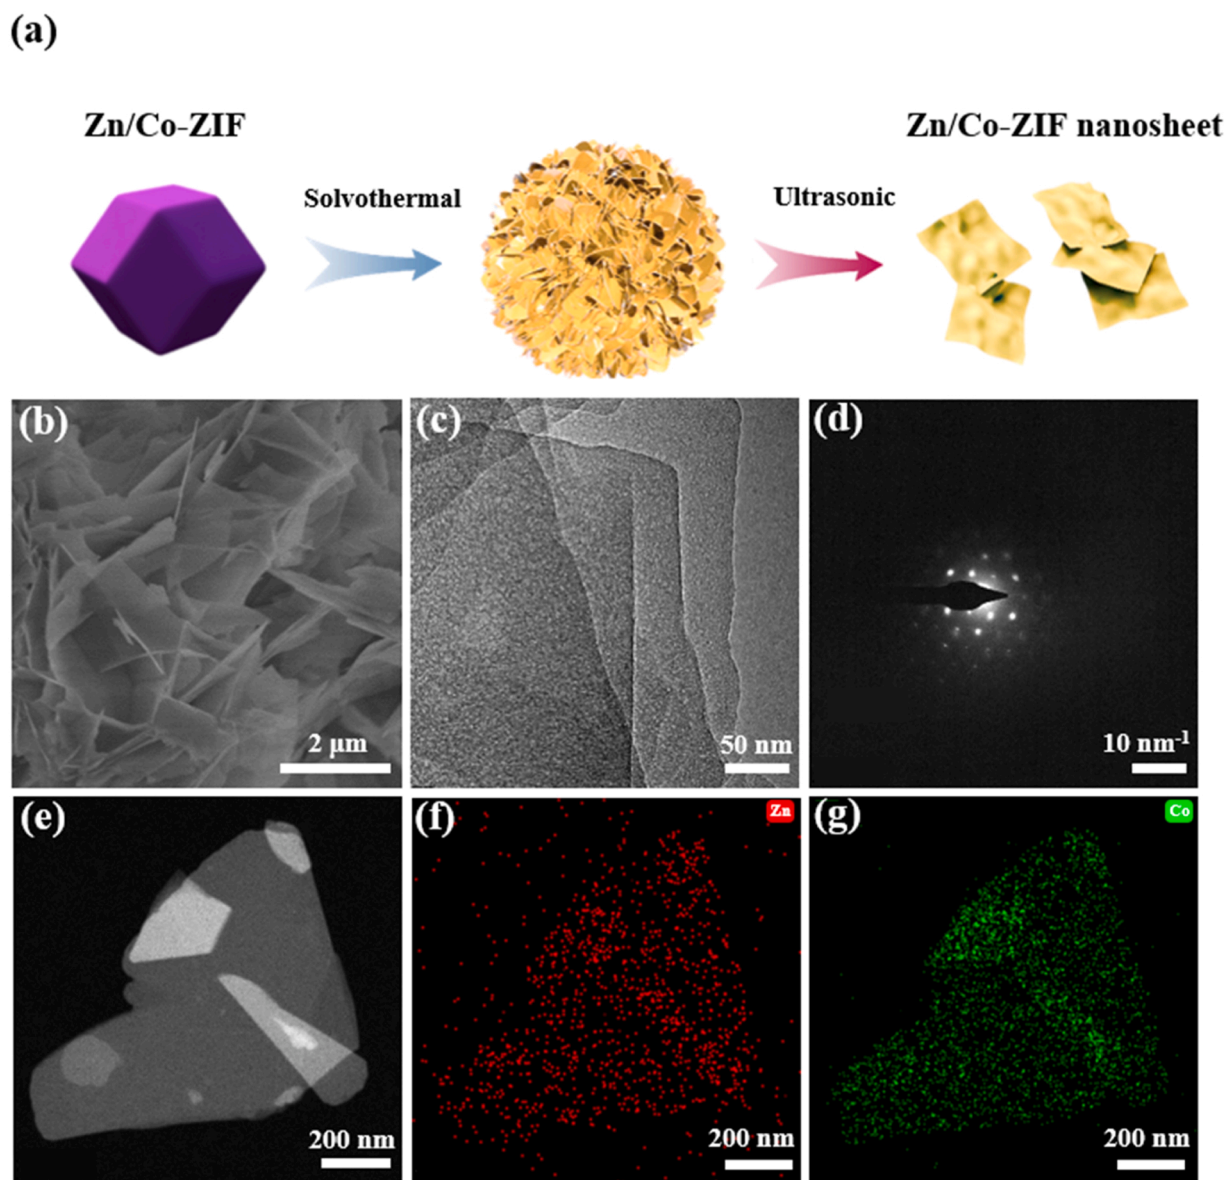 (a)
Zn/Co-ZIF
Zn/Co-ZIF nanosheet
Solvothermal
Ultrasonic
(b)
2 μm
(c)
50 nm
(d)
10 nm-1
(e)
200 nm
(f)
Zn
200 nm
(g)
Co
200 nm